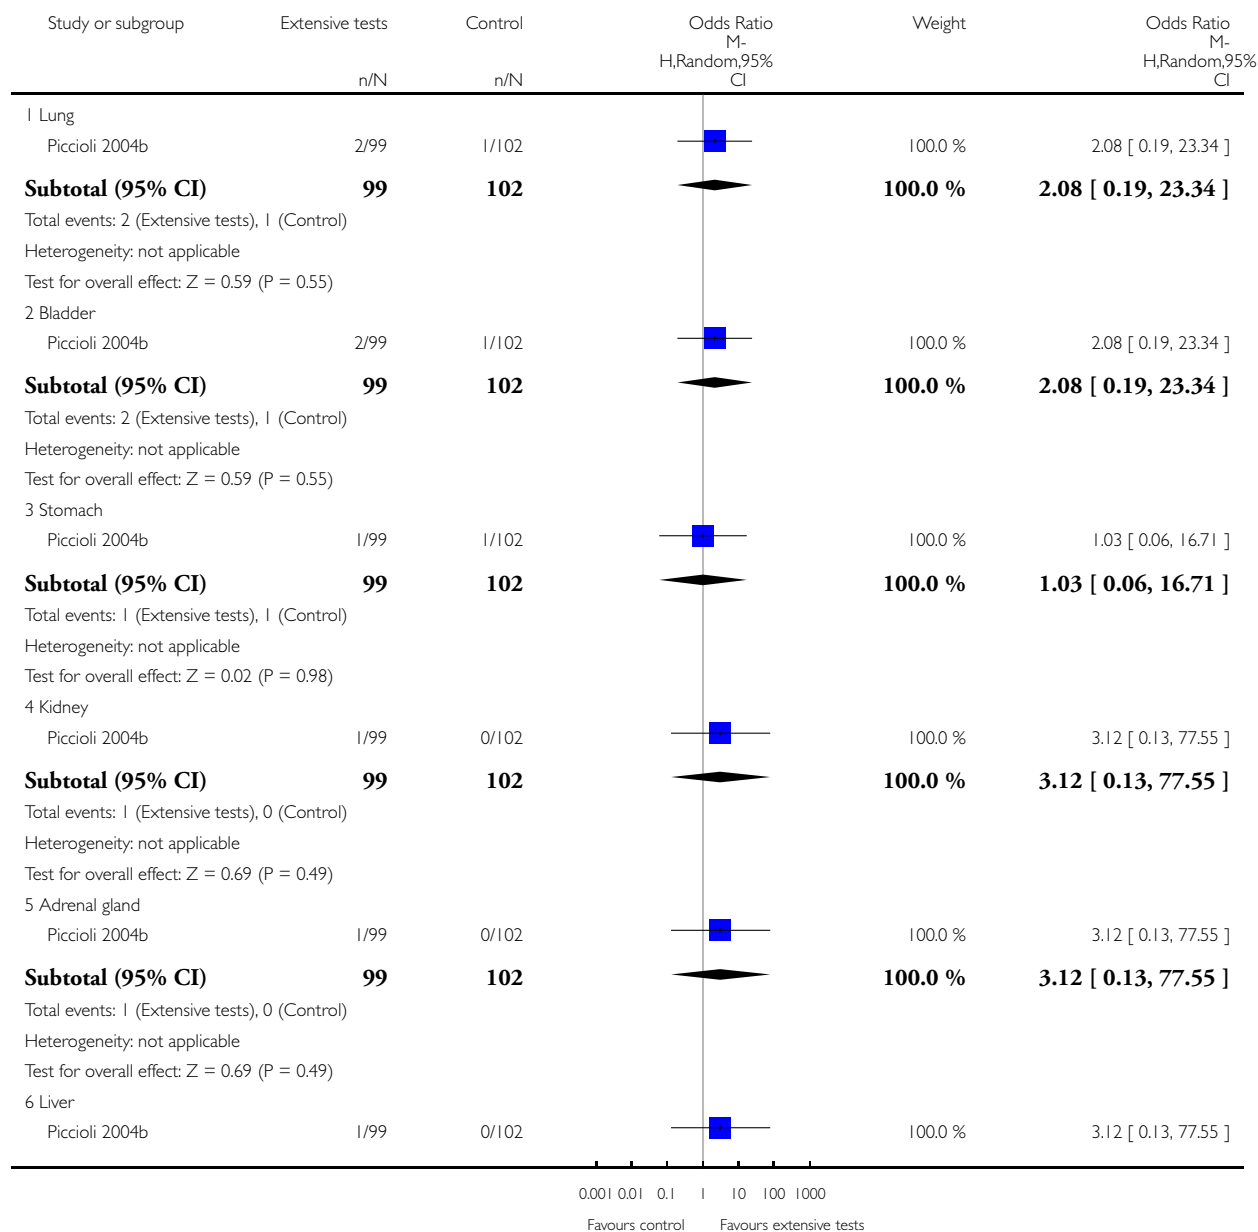 Study or subgroup Extensive tests Control Odds Ratio Weight Odds Ratio
M- M-
H,Random,95% H,Random,95%
n/N n/N CI CI
1 Lung
Piccioli 2004b 2/99 1/102 100.0 % 2.08 [ 0.19, 23.34 ]
Subtotal (95% CI) 99 102 100.0 % 2.08 [ 0.19, 23.34 ]
Total events: 2 (Extensive tests), 1 (Control)
Heterogeneity: not applicable
Test for overall effect: Z = 0.59 (P = 0.55)
2 Bladder
Piccioli 2004b 2/99 1/102 100.0 % 2.08 [ 0.19, 23.34 ]
Subtotal (95% CI) 99 102 100.0 % 2.08 [ 0.19, 23.34 ]
Total events: 2 (Extensive tests), 1 (Control)
Heterogeneity: not applicable
Test for overall effect: Z = 0.59 (P = 0.55)
3 Stomach
Piccioli 2004b 1/99 1/102 100.0 % 1.03 [ 0.06, 16.71 ]
Subtotal (95% CI) 99 102 100.0 % 1.03 [ 0.06, 16.71 ]
Total events: 1 (Extensive tests), 1 (Control)
Heterogeneity: not applicable
Test for overall effect: Z = 0.02 (P = 0.98)
4 Kidney
Piccioli 2004b 1/99 0/102 100.0 % 3.12 [ 0.13, 77.55 ]
Subtotal (95% CI) 99 102 100.0 % 3.12 [ 0.13, 77.55 ]
Total events: 1 (Extensive tests), 0 (Control)
Heterogeneity: not applicable
Test for overall effect: Z = 0.69 (P = 0.49)
5 Adrenal gland
Piccioli 2004b 1/99 0/102 100.0 % 3.12 [ 0.13, 77.55 ]
Subtotal (95% CI) 99 102 100.0 % 3.12 [ 0.13, 77.55 ]
Total events: 1 (Extensive tests), 0 (Control)
Heterogeneity: not applicable
Test for overall effect: Z = 0.69 (P = 0.49)
6 Liver
Piccioli 2004b 1/99 0/102 100.0 % 3.12 [ 0.13, 77.55 ]
0.001 0.01 0.1 1 10 100 1000
Favours control Favours extensive tests